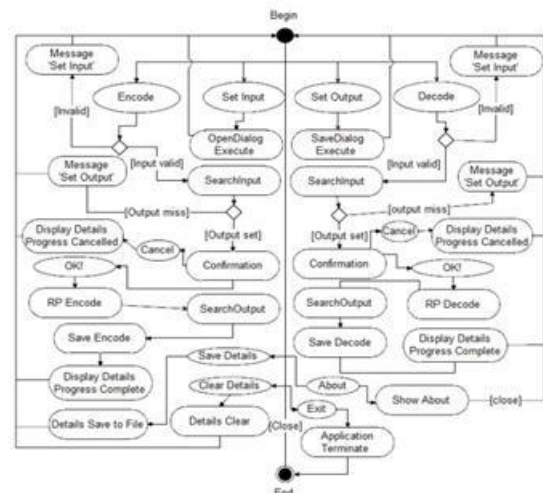 Begin
Message
'Set Input'
Message
'Set Input'
[Invalid]
Encode
Set Input
Set Output
Decode
[Invalid]
OpenDialog
Execute
SaveDialog
Execute
Message
'Set Output'
[Input valid]
SearchInput
SearchInput
[Input valid]
Message
'Set Output'
[Output miss]
[output miss]
Display Details
Progress Cancelled
Cancel
[Output set]
[Output set]
Cancel
Display Details
Progress Cancelled
OK!
Confirmation
Confirmation
OK!
RP Encode
SearchOutput
SearchOutput
RP Decode
Save Encode
Save Decode
Display Details
Progress Complete
Save Details
Display Details
Progress Complete
Clear Details
About
Show About
[close]
Details Save to File
Details Clear
Exit
[Close]
Application
Terminate
End